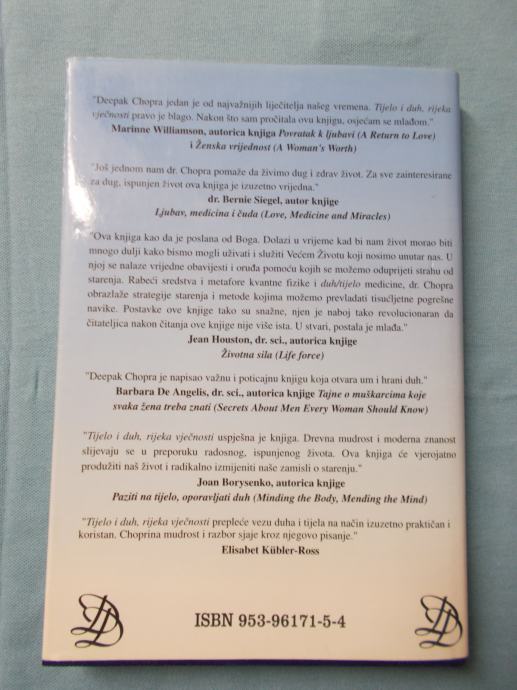 "Deepak Chopra jedan je od najvažnijih liječitelja našeg vremena. Tijelo i duh, rijeka
vječnosti pravo je blago. Nakon što sam pročitala ovu knjigu, osjećam se mlađom."
Marinne Williamson, autorica knjiga Povratak k ljubavi (A Return to Love)
i Ženska vrijednost (A Woman's Worth)
"Još jednom nam dr. Chopra pomaže da živimo dug i zdrav život. Za sve zainteresirane
za dug, ispunjen život ova knjiga je izuzetno vrijedna."
dr. Bernie Siegel, autor knjige
Ljubav, medicina i čuda (Love, Medicine and Miracles)
"Ova knjiga kao da je poslana od Boga. Dolazi u vrijeme kad bi nam život morao biti
mnogo dulji kako bismo mogli uživati i služiti Većem Životu koji nosimo unutar nas. U
njoj se nalaze vrijedne obavijesti i oruđa pomoću kojih se možemo oduprijeti strahu od
starenja. Rabeći sredstva i metafore kvantne fizike i duh/tijelo medicine, dr. Chopra
obrazlaže strategije starenja i metode kojima možemo prevladati tisućljetne pogrešne
navike. Postavke ove knjige tako su snažne, njen je naboj tako revolucionaran da
čitateljica nakon čitanja ove knjige nije više ista. U stvari, postala je mlađa."
Jean Houston, dr. sci., autorica knjige
Životna sila (Life force)
"Deepak Chopra je napisao važnu i poticajnu knjigu koja otvara um i hrani duh."
Barbara De Angelis, dr. sci., autorica knjige Tajne o muškarcima koje
svaka žena treba znati (Secrets About Men Every Woman Should Know)
"Tijelo i duh, rijeka vječnosti uspješna je knjiga. Drevna mudrost i moderna znanost
slijevaju se u preporuku radosnog, ispunjenog života. Ova knjiga će vjerojatno
produžiti naš život i radikalno izmijeniti naše zamisli o starenju."
Joan Borysenko, autorica knjige
Paziti na tijelo, oporavljati duh (Minding the Body, Mending the Mind)
"Tijelo i duh, rijeka vječnosti prepleće vezu duha i tijela na način izuzetno praktičan i
koristan. Choprina mudrost i razbor sjaje kroz njegovo pisanje."
Elisabet Kübler-Ross
ISBN 953-96171-5-4